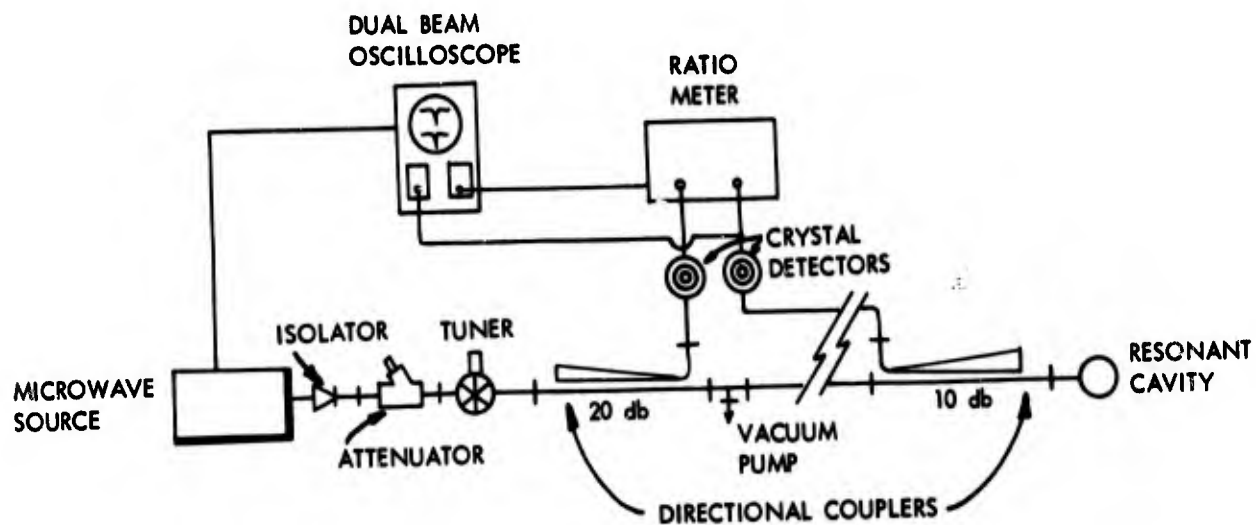 DUAL BEAM
OSCILLOSCOPE
RATIO
METER
CRYSTAL
DETECTORS
ISOLATOR
TUNER
RESONANT
CAVITY
MICROWAVE
SOURCE
20 db
10 db
ATTENUATOR
VACUUM
PUMP
DIRECTIONAL COUPLERS